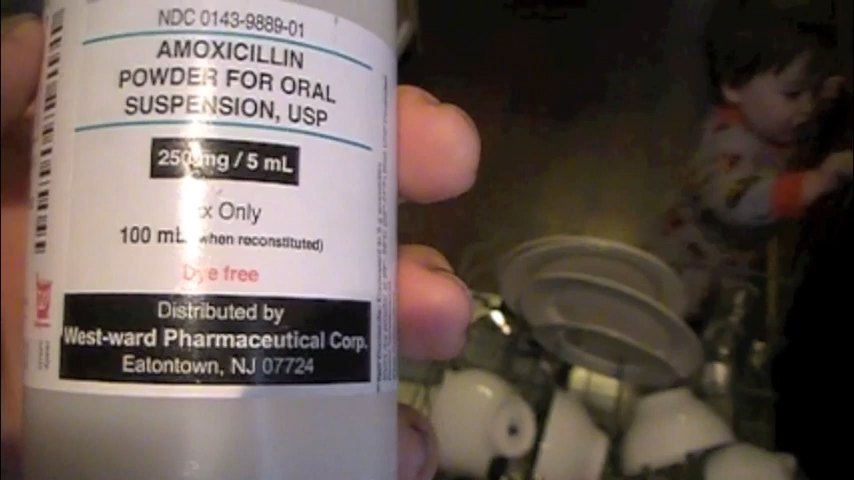 NDC 0143-9889-01
AMOXICILLIN
POWDER FOR ORAL
SUSPENSION, USP
250 mg / 5 mL
Only
100 mL (when reconstituted)
Dye free
Distributed by
West-ward Pharmaceutical Corp.
Eatontown, NJ 07724